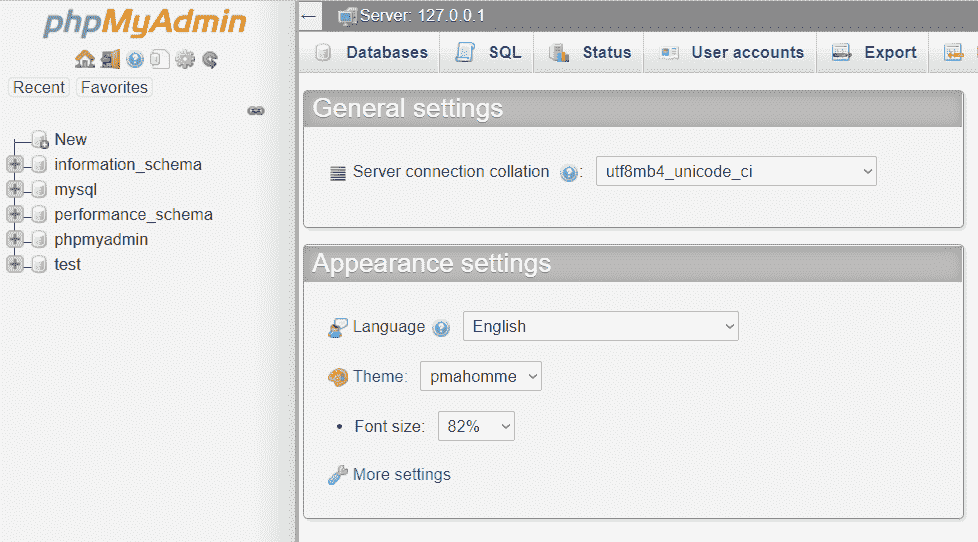 phpMyAdmin
Recent Favorites
New
information_schema
mysql
performance_schema
phpmyadmin
test
← Server: 127.0.0.1
Databases SQL Status User accounts Export
General settings
Server connection collation : utf8mb4_unicode_ci
Appearance settings
Language English
Theme: pmahomme
• Font size: 82%
More settings